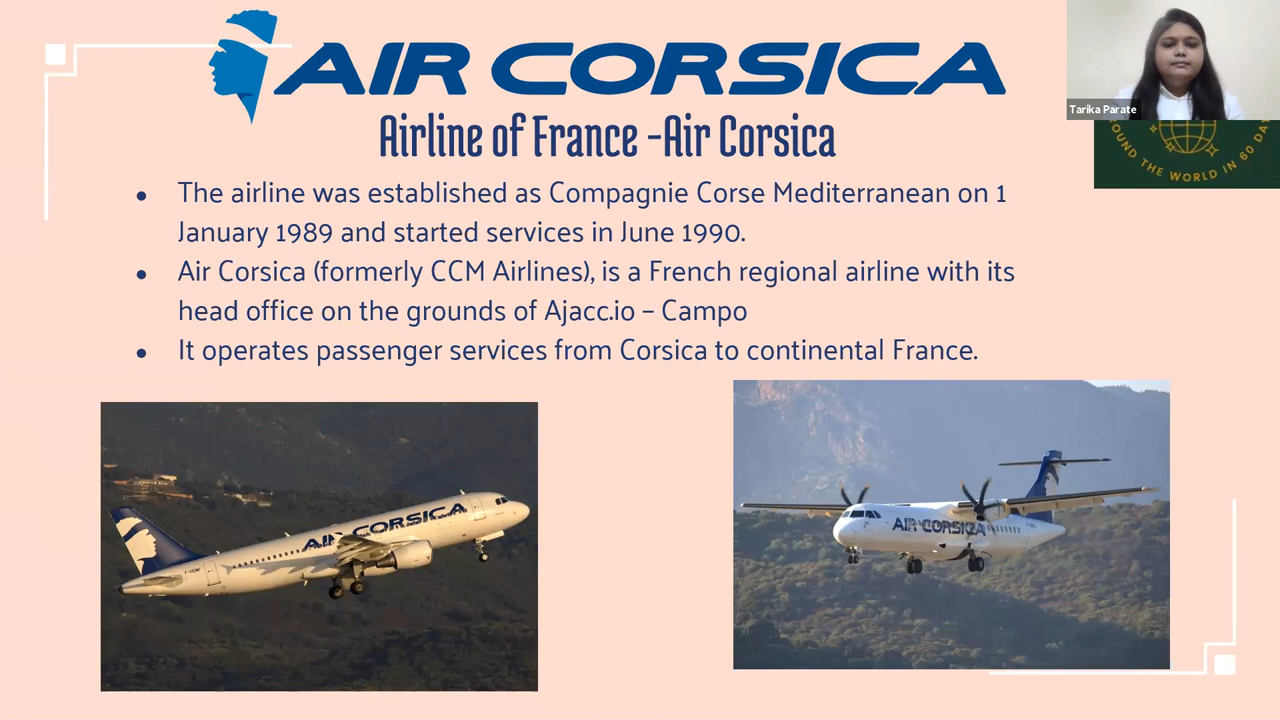 AIR CORSICA
Tarika Parate
Airline of France -Air Corsica
ROUND THE WORLD IN 60 DA
• The airline was established as Compagnie Corse Mediterranean on 1
January 1989 and started services in June 1990.
• Air Corsica (formerly CCM Airlines), is a French regional airline with its
head office on the grounds of Ajacc.io – Campo
• It operates passenger services from Corsica to continental France.
AIR CORSICA
AIR CORSICA